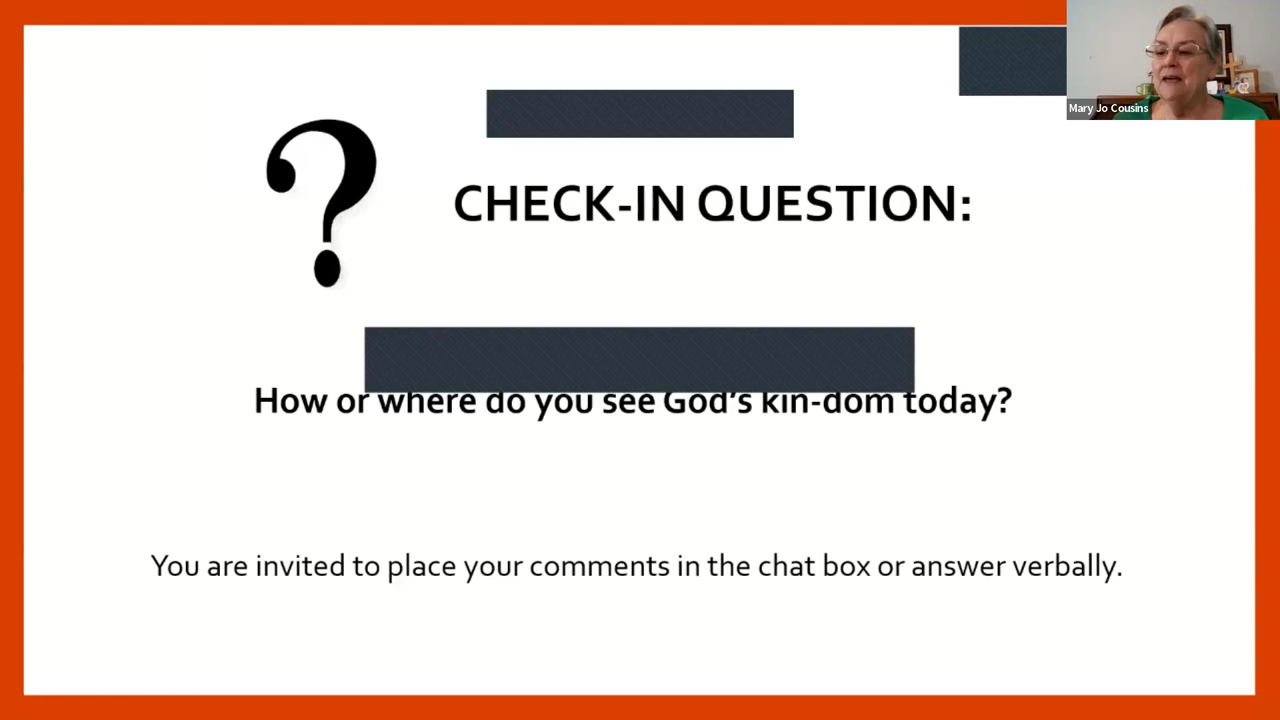 Mary Jo Cousins
?
CHECK-IN QUESTION:
How or where do you see God's kin-dom today?
You are invited to place your comments in the chat box or answer verbally.